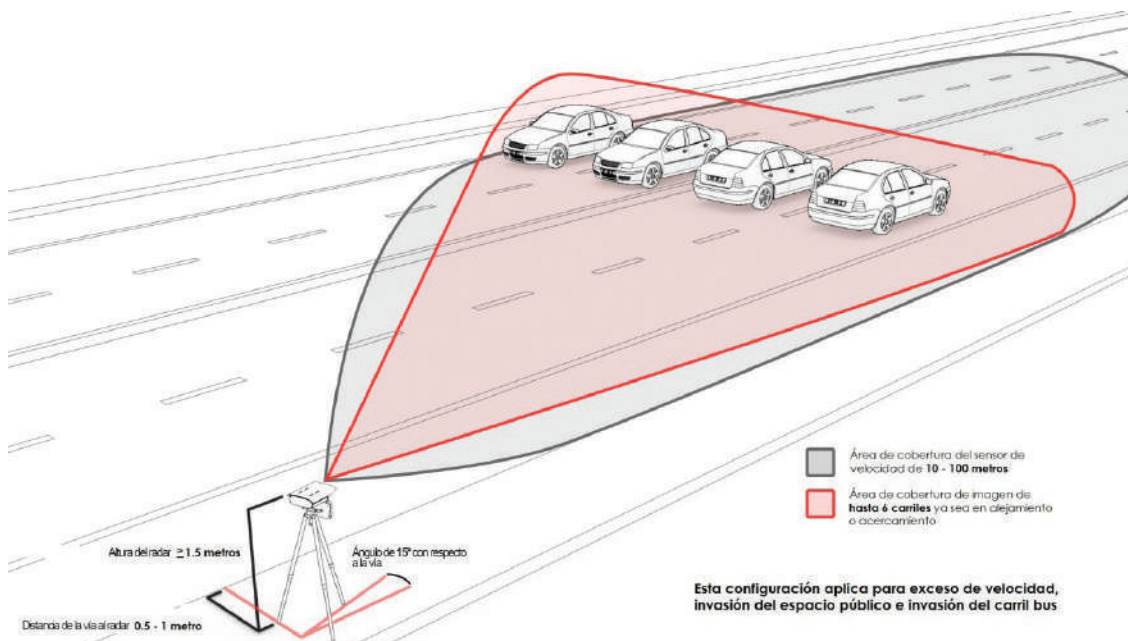 Área de cobertura del sensor de
velocidad de 10 - 100 metros
Área de cobertura de imagen de
hasta 6 carriles ya sea en alejamiento
o acercamiento
Altura del radar ≥1.5 metros
Ángulo de 15° con respecto
a la vía
Distancia de la vía al radar 0.5 - 1 metro
Esta configuración aplica para exceso de velocidad,
invasión del espacio público e invasión del carril bus